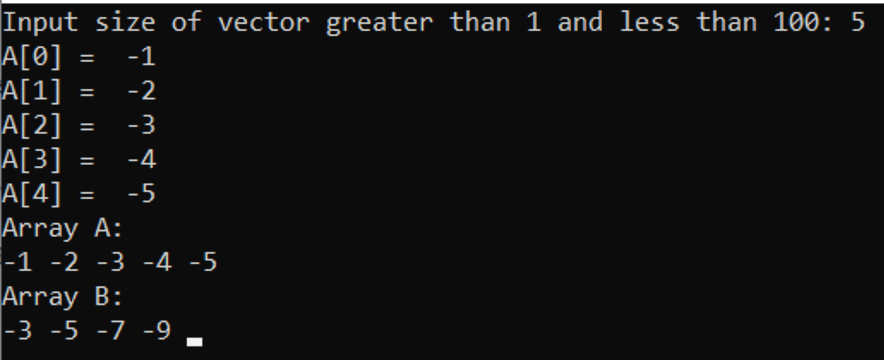 Input size of vector greater than 1 and less than 100: 5
A[0] =  -1
A[1] =  -2
A[2] =  -3
A[3] =  -4
A[4] =  -5
Array A:
-1 -2 -3 -4 -5
Array B:
-3 -5 -7 -9